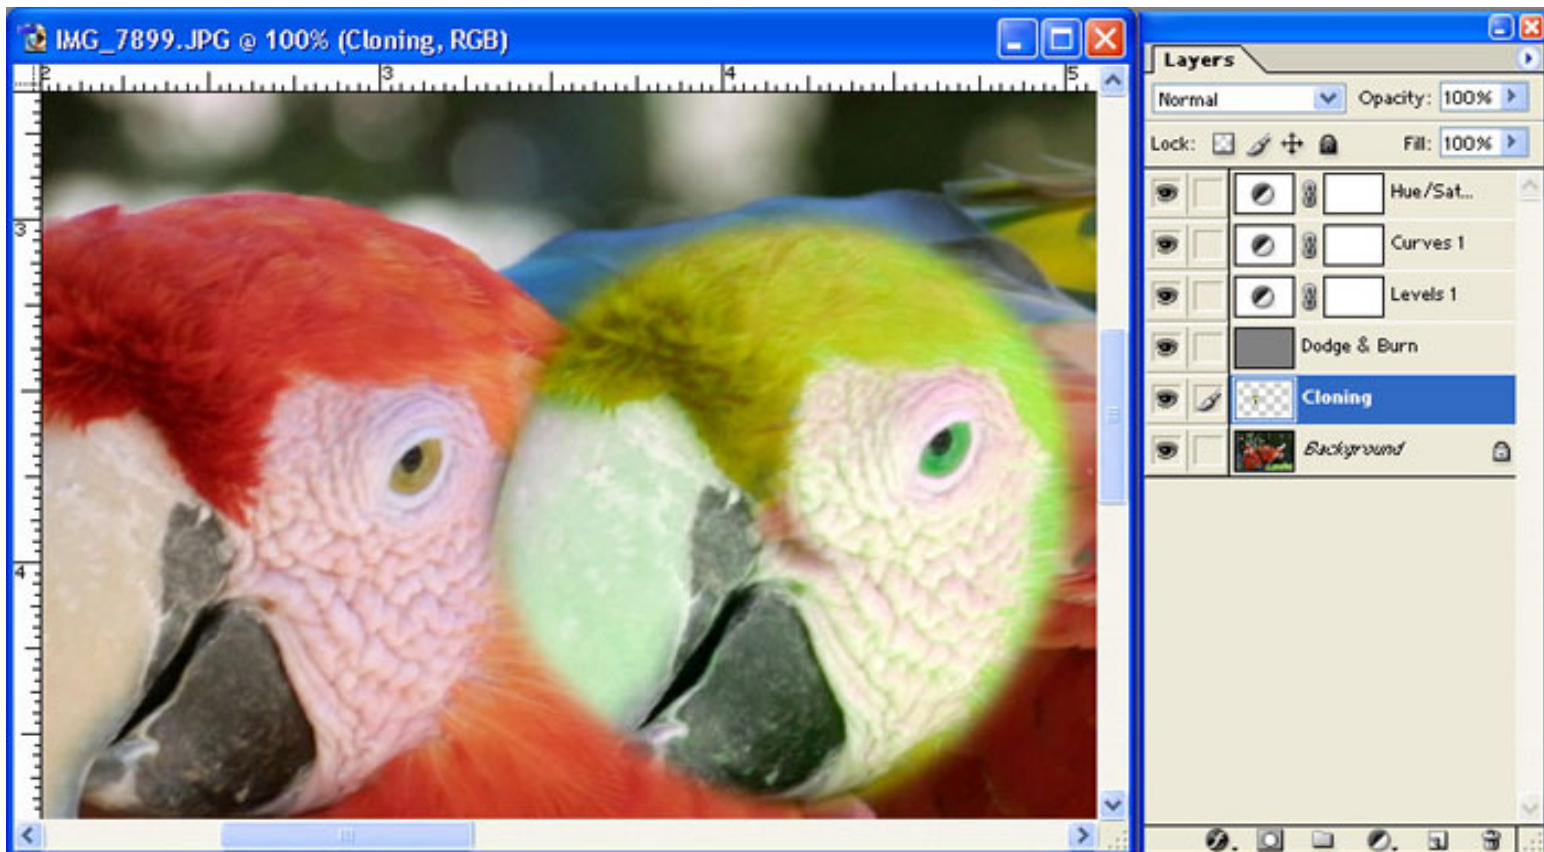 IMG_7899.JPG @ 100% (Cloning, RGB)
2 3 4 5
3
4
Layers
Normal Opacity: 100%
Lock: Fill: 100%
Hue/Sat...
Curves 1
Levels 1
Dodge & Burn
Cloning
Background